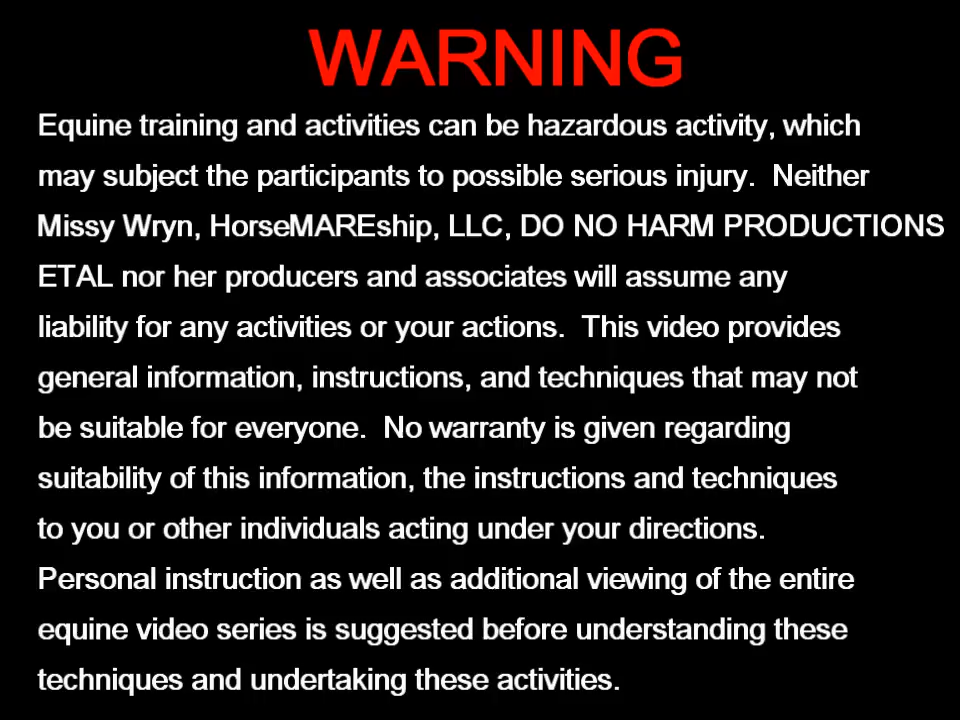 WARNING
Equine training and activities can be hazardous activity, which
may subject the participants to possible serious injury.  Neither
Missy Wryn, HorseMAREship, LLC, DO NO HARM PRODUCTIONS
ETAL nor her producers and associates will assume any
liability for any activities or your actions.  This video provides
general information, instructions, and techniques that may not
be suitable for everyone.  No warranty is given regarding
suitability of this information, the instructions and techniques
to you or other individuals acting under your directions.
Personal instruction as well as additional viewing of the entire
equine video series is suggested before understanding these
techniques and undertaking these activities.